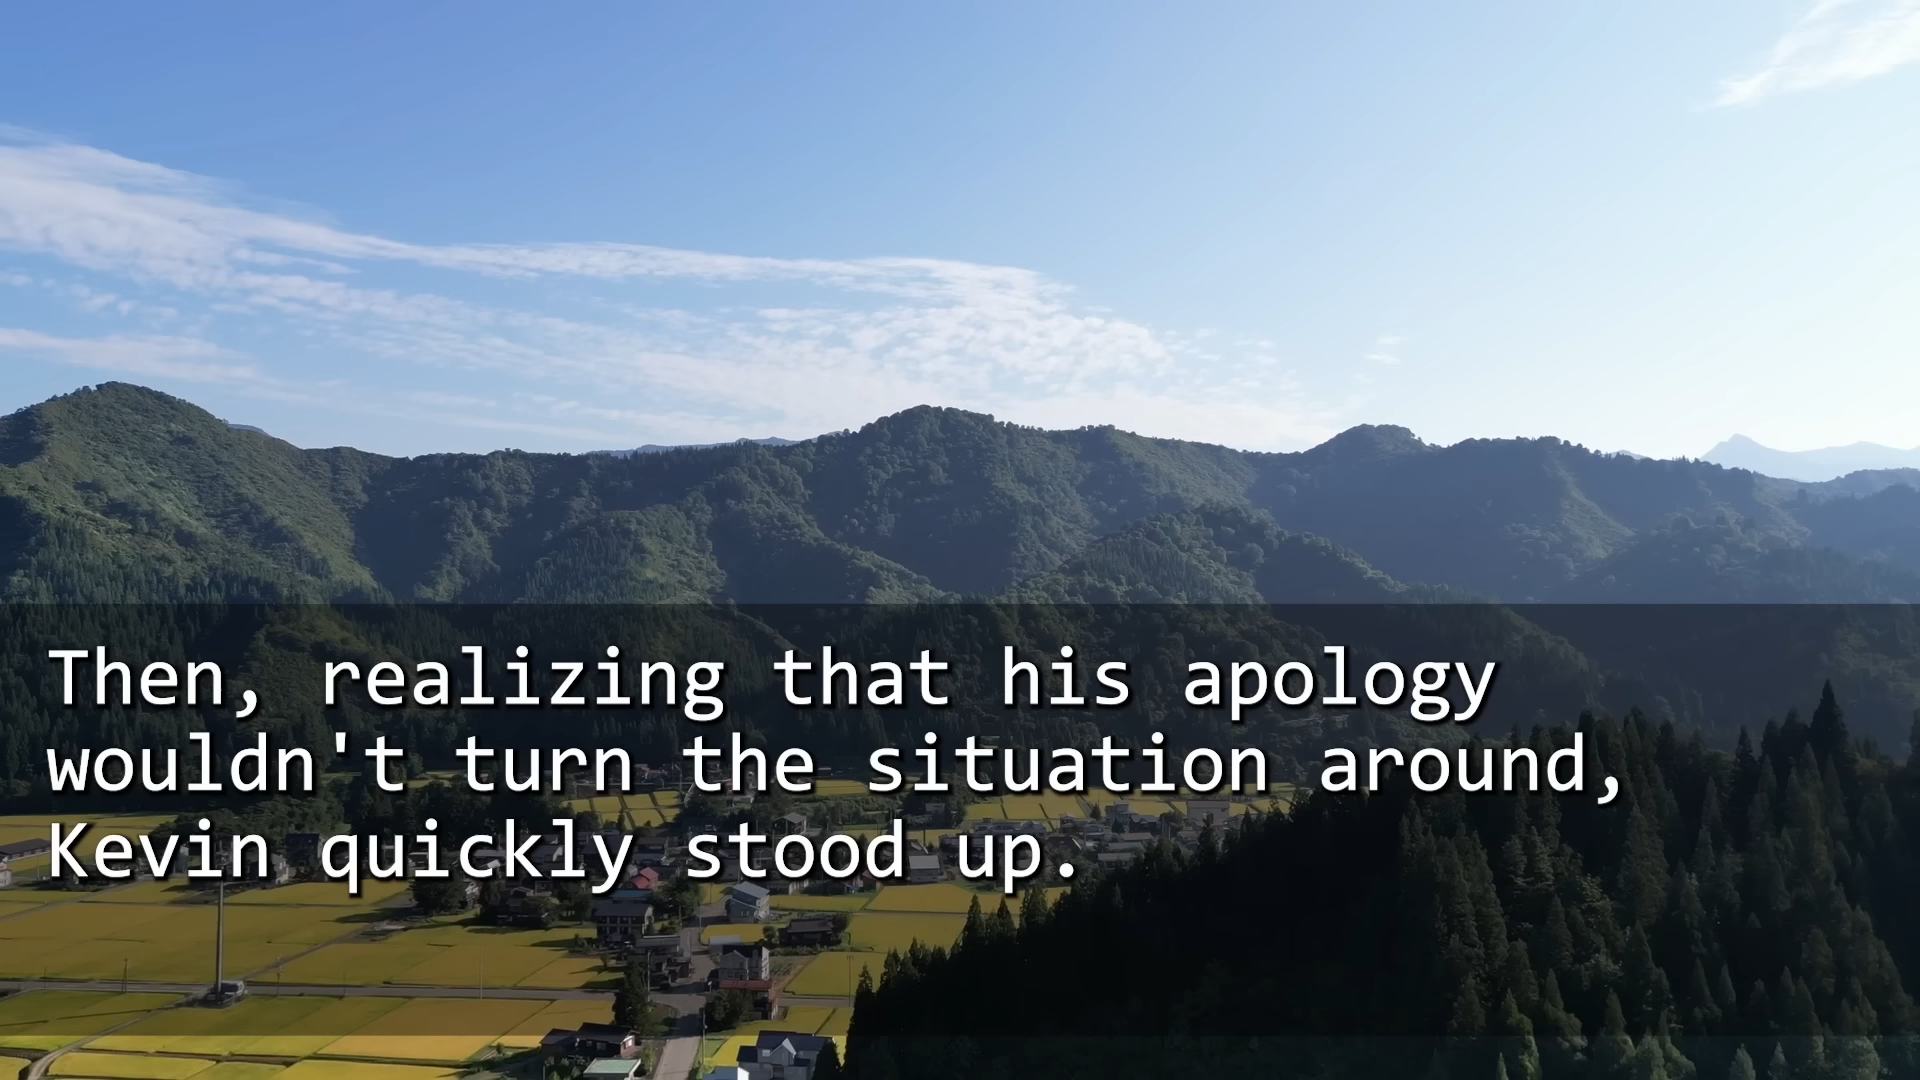 Then, realizing that his apology
wouldn't turn the situation around,
Kevin quickly stood up.